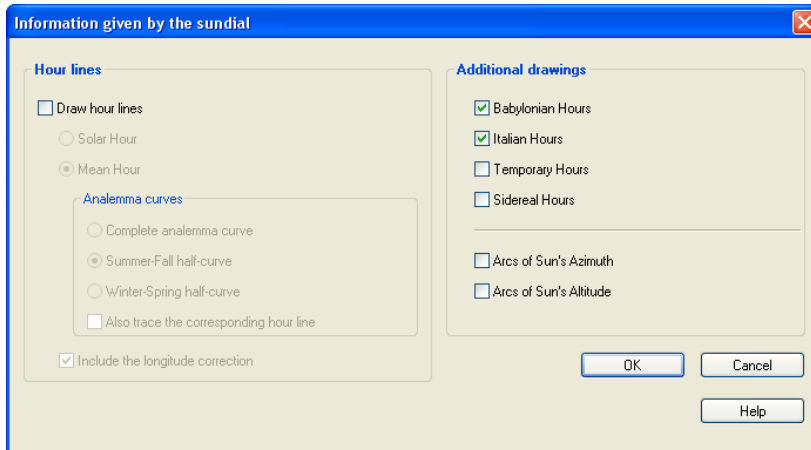 Information given by the sundial
Hour lines
Draw hour lines
Solar Hour
Mean Hour
Analemma curves
Complete analemma curve
Summer-Fall half-curve
Winter-Spring half-curve
Also trace the corresponding hour line
Include the longitude correction
Additional drawings
Babylonian Hours
Italian Hours
Temporary Hours
Sidereal Hours
Arcs of Sun's Azimuth
Arcs of Sun's Altitude
OK
Cancel
Help